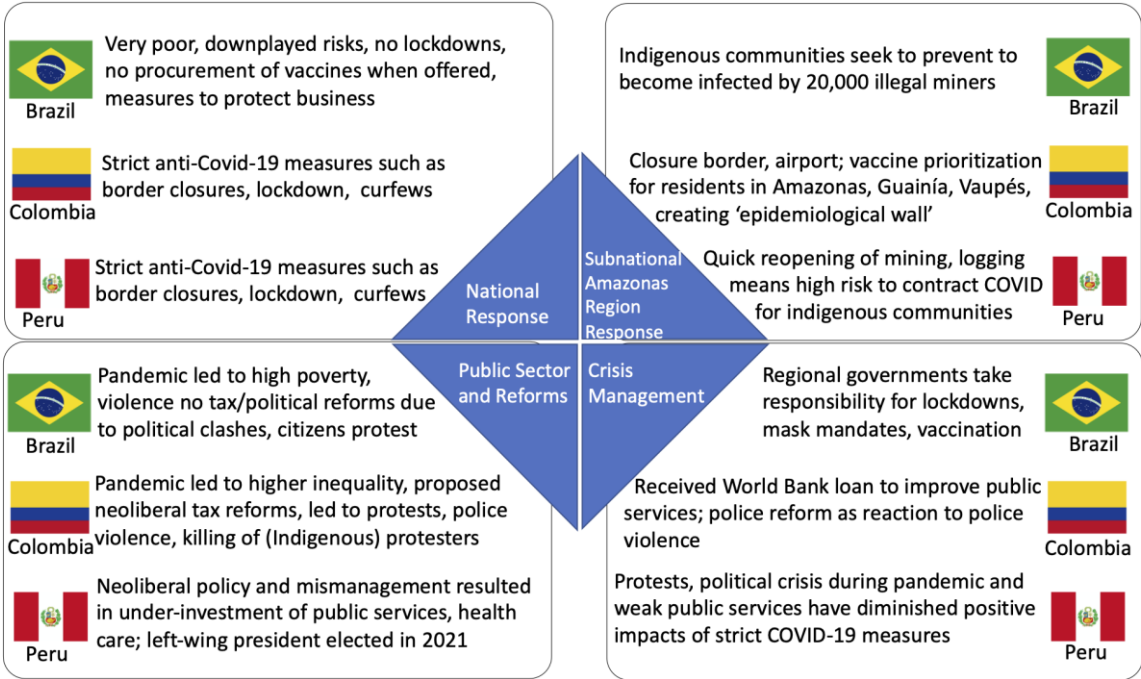 Very poor, downplayed risks, no lockdowns,
no procurement of vaccines when offered,
measures to protect business
Brazil
Strict anti-Covid-19 measures such as
border closures, lockdown, curfews
Colombia
Strict anti-Covid-19 measures such as
border closures, lockdown, curfews
Peru
National
Response
Indigenous communities seek to prevent to
become infected by 20,000 illegal miners
Brazil
Closure border, airport; vaccine prioritization
for residents in Amazonas, Guainía, Vaupés,
creating ‘epidemiological wall’
Colombia
Quick reopening of mining, logging
means high risk to contract COVID
for indigenous communities
Peru
Subnational
Amazonas
Region
Response
Public Sector
and Reforms
Pandemic led to high poverty,
violence no tax/political reforms due
to political clashes, citizens protest
Brazil
Pandemic led to higher inequality, proposed
neoliberal tax reforms, led to protests, police
violence, killing of (Indigenous) protesters
Colombia
Neoliberal policy and mismanagement resulted
in under-investment of public services, health
care; left-wing president elected in 2021
Peru
Crisis
Management
Regional governments take
responsibility for lockdowns,
mask mandates, vaccination
Brazil
Received World Bank loan to improve public
services; police reform as reaction to police
violence
Colombia
Protests, political crisis during pandemic and
weak public services have diminished positive
impacts of strict COVID-19 measures
Peru